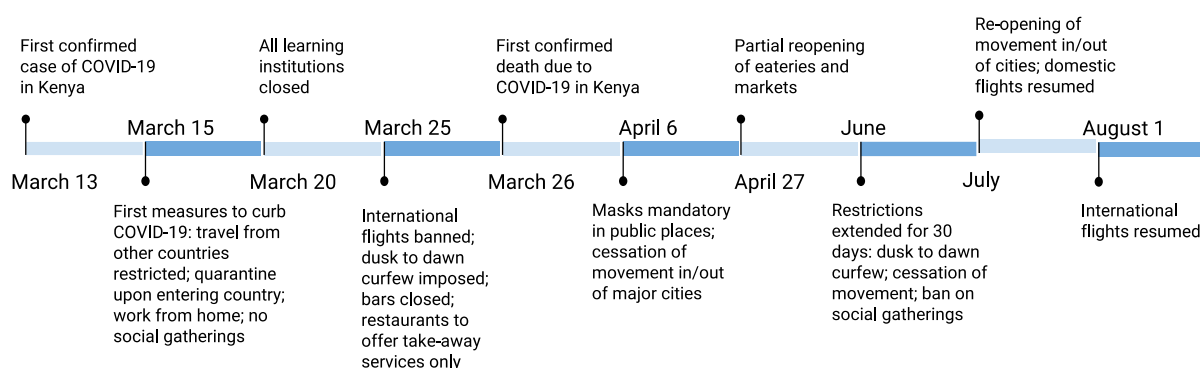 First confirmed
case of COVID-19
in Kenya
March 13
March 15
First measures to curb
COVID-19: travel from
other countries
restricted; quarantine
upon entering country;
work from home; no
social gatherings
All learning
institutions
closed
March 20
March 25
International
flights banned;
dusk to dawn
curfew imposed;
bars closed;
restaurants to
offer take-away
services only
First confirmed
death due to
COVID-19 in Kenya
March 26
April 6
Masks mandatory
in public places;
cessation of
movement in/out
of major cities
Partial reopening
of eateries and
markets
April 27
June
Restrictions
extended for 30
days: dusk to dawn
curfew; cessation of
movement; ban on
social gatherings
Re-opening of
movement in/out
of cities; domestic
flights resumed
July
August 1
International
flights resumed